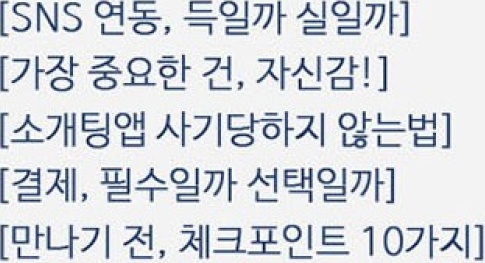 [SNS 연동, 득일까 실일까]
[가장 중요한 건, 자신감!]
[소개팅앱 사기당하지 않는법]
[결제, 필수일까 선택일까]
[만나기 전, 체크포인트 10가지]